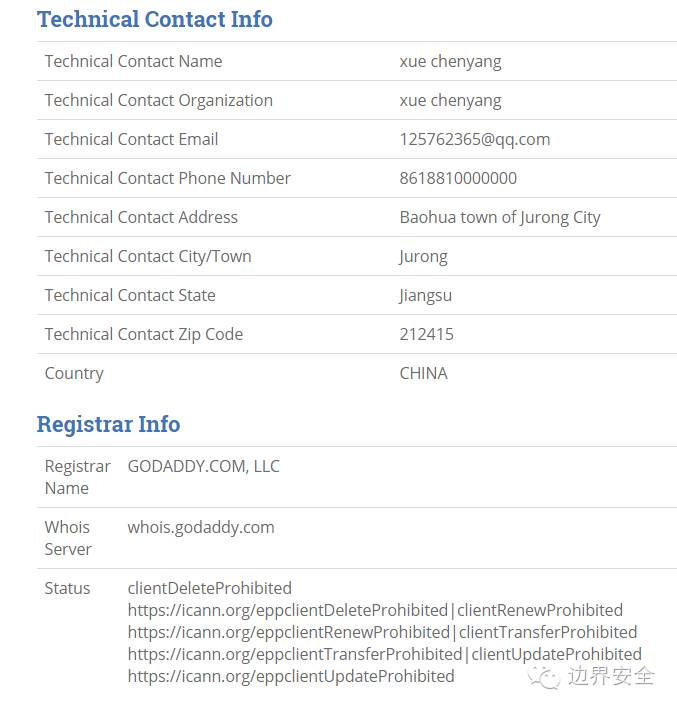 Technical Contact Info
Technical Contact Name xue chenyang
Technical Contact Organization xue chenyang
Technical Contact Email 125762365@qq.com
Technical Contact Phone Number 8618810000000
Technical Contact Address Baohua town of Jurong City
Technical Contact City/Town Jurong
Technical Contact State Jiangsu
Technical Contact Zip Code 212415
Country CHINA
Registrar Info
Registrar Name GODADDY.COM, LLC
Whois Server whois.godaddy.com
Status clientDeleteProhibited
https://icann.org/eppclientDeleteProhibited|clientRenewProhibited
https://icann.org/eppclientRenewProhibited|clientTransferProhibited
https://icann.org/eppclientTransferProhibited|clientUpdateProhibited
https://icann.org/eppclientUpdateProhibited
边界安全